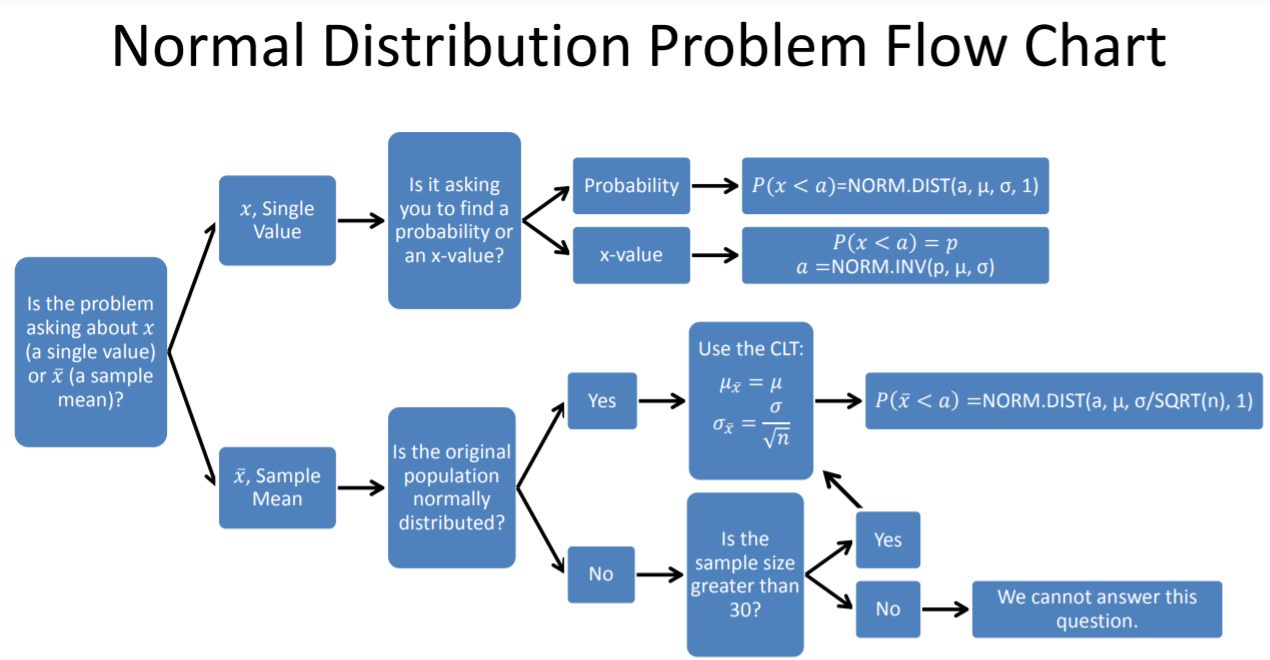 Normal Distribution Problem Flow Chart
Is the problem
asking about x
(a single value)
or x̄ (a sample
mean)?
x, Single
Value
Is it asking
you to find a
probability or
an x-value?
Probability
P(x < a)=NORM.DIST(a, μ, σ, 1)
x-value
P(x < a) = p
a =NORM.INV(p, μ, σ)
x̄, Sample
Mean
Is the original
population
normally
distributed?
Yes
Use the CLT:
μx̄ = μ
σx̄ = σ/√n
P(x̄ < a) =NORM.DIST(a, μ, σ/SQRT(n), 1)
No
Is the
sample size
greater than
30?
Yes
No
We cannot answer this
question.